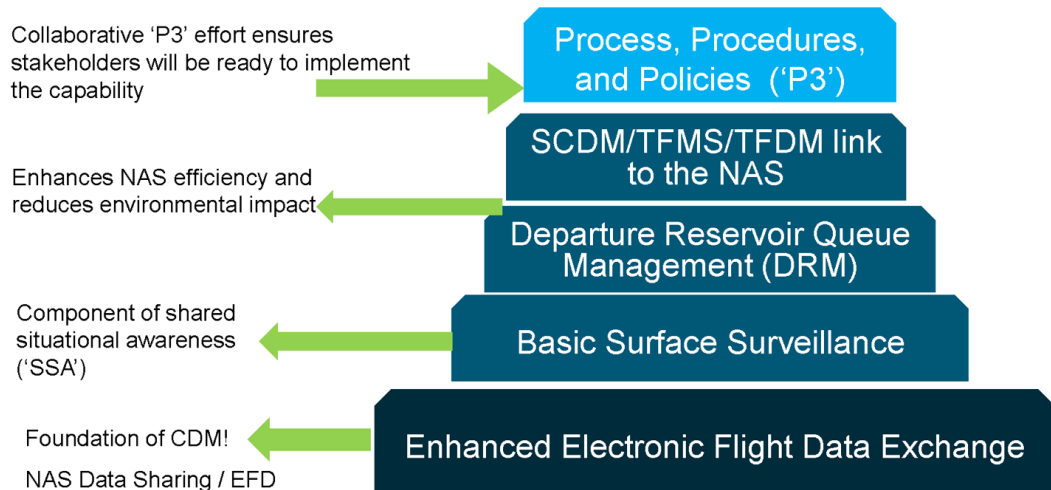 Collaborative ‘P3’ effort ensures
stakeholders will be ready to implement
the capability
Process, Procedures,
and Policies (‘P3’)
SCDM/TFMS/TFDM link
to the NAS
Enhances NAS efficiency and
reduces environmental impact
Departure Reservoir Queue
Management (DRM)
Component of shared
situational awareness
(‘SSA’)
Basic Surface Surveillance
Foundation of CDM!
NAS Data Sharing / EFD
Enhanced Electronic Flight Data Exchange